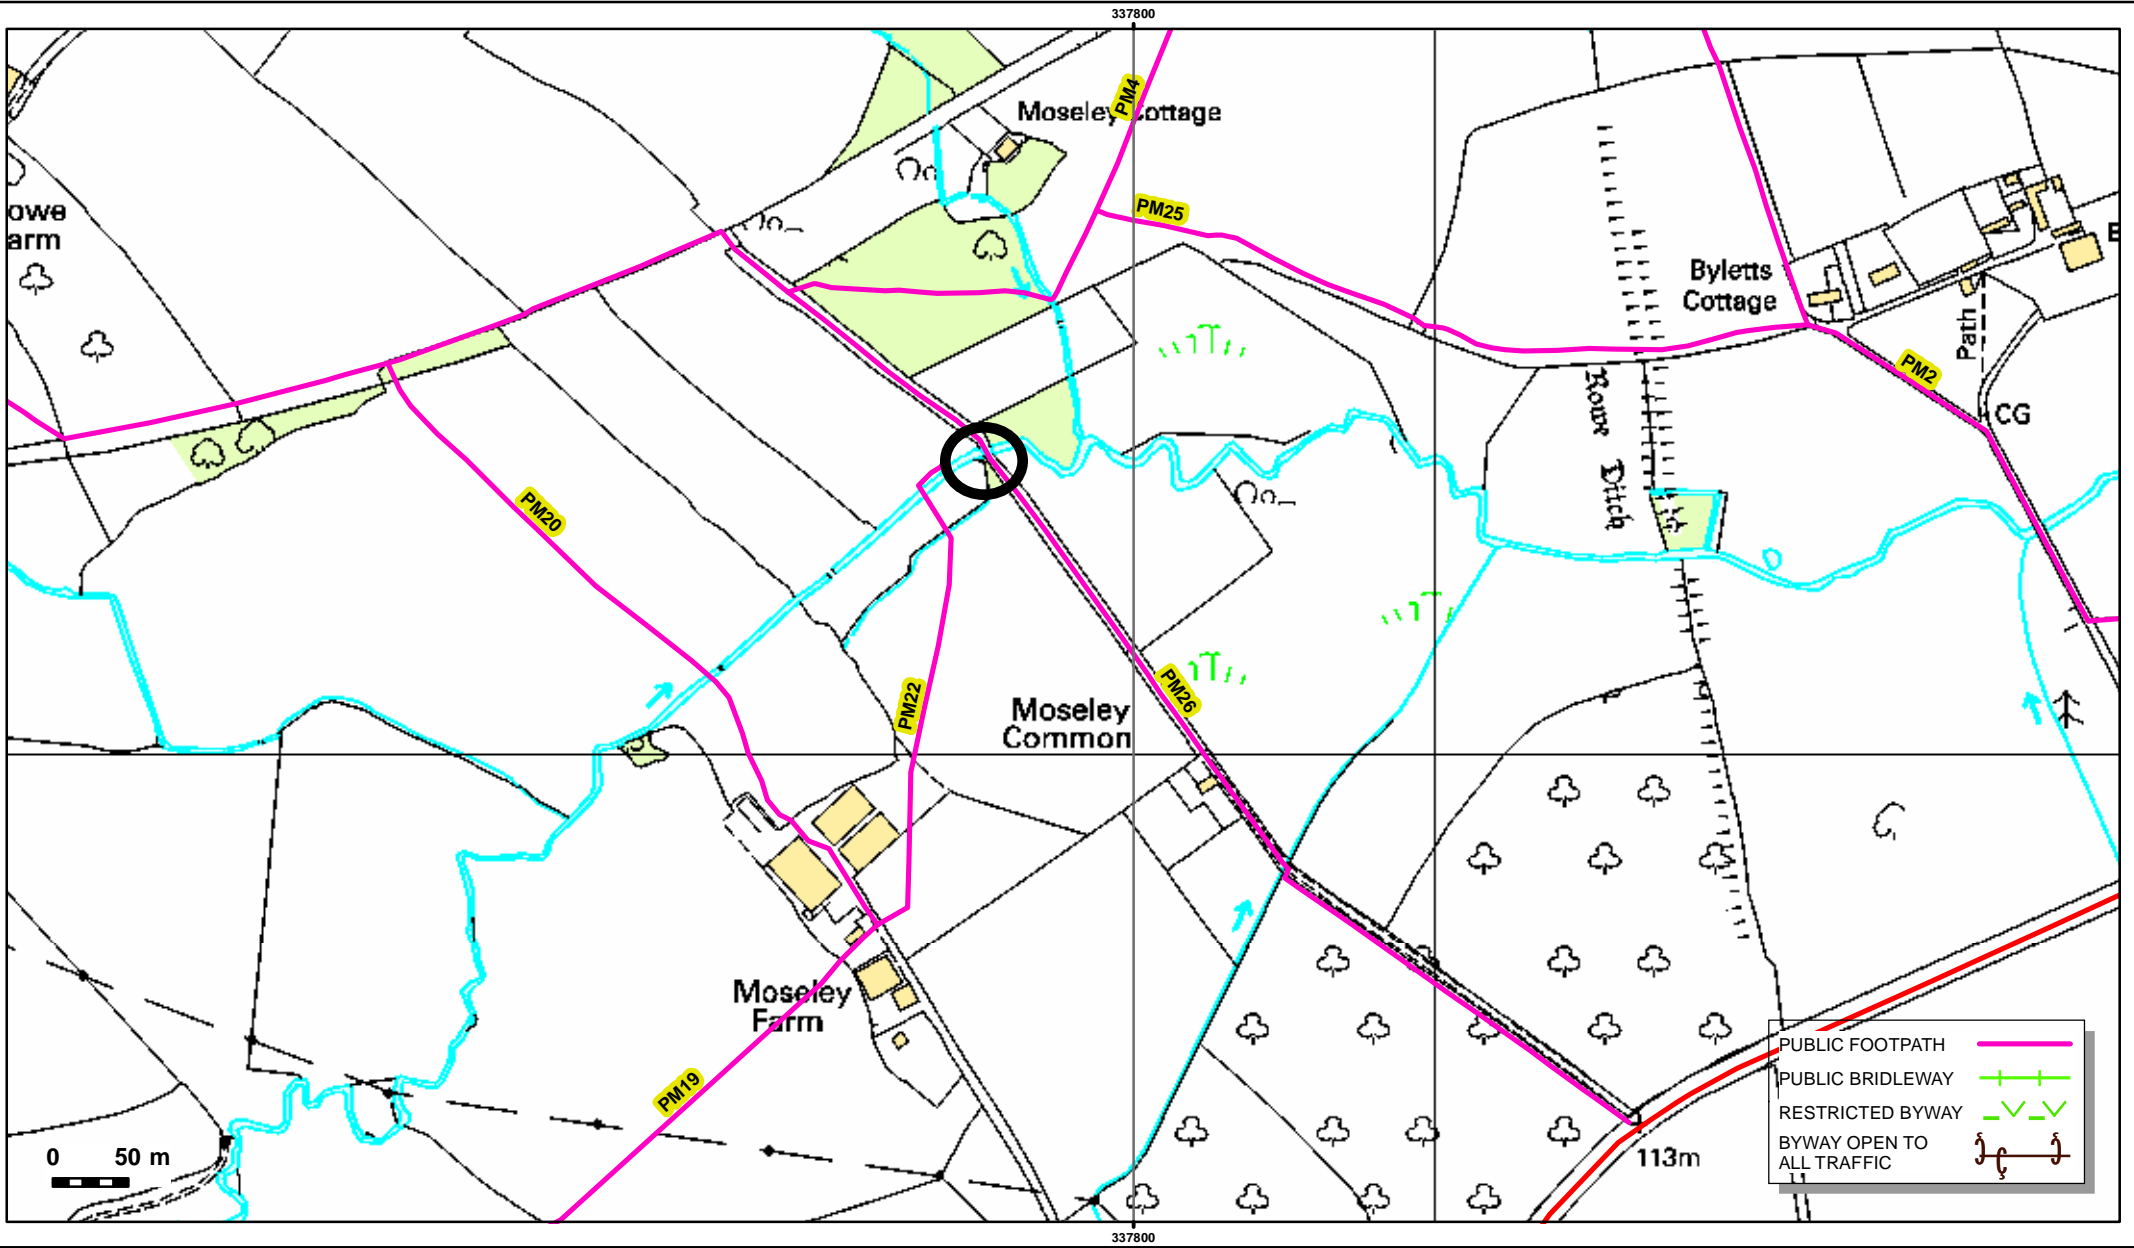 337800
Moseley Cottage
PM4
PM25
owe
arm
Byletts
Cottage
Path
PM2
CG
Rowe Ditch
PM20
PM22
PM26
Moseley
Common
Moseley
Farm
PM19
0 50 m
113m
PUBLIC FOOTPATH
PUBLIC BRIDLEWAY
RESTRICTED BYWAY
BYWAY OPEN TO
ALL TRAFFIC
337800